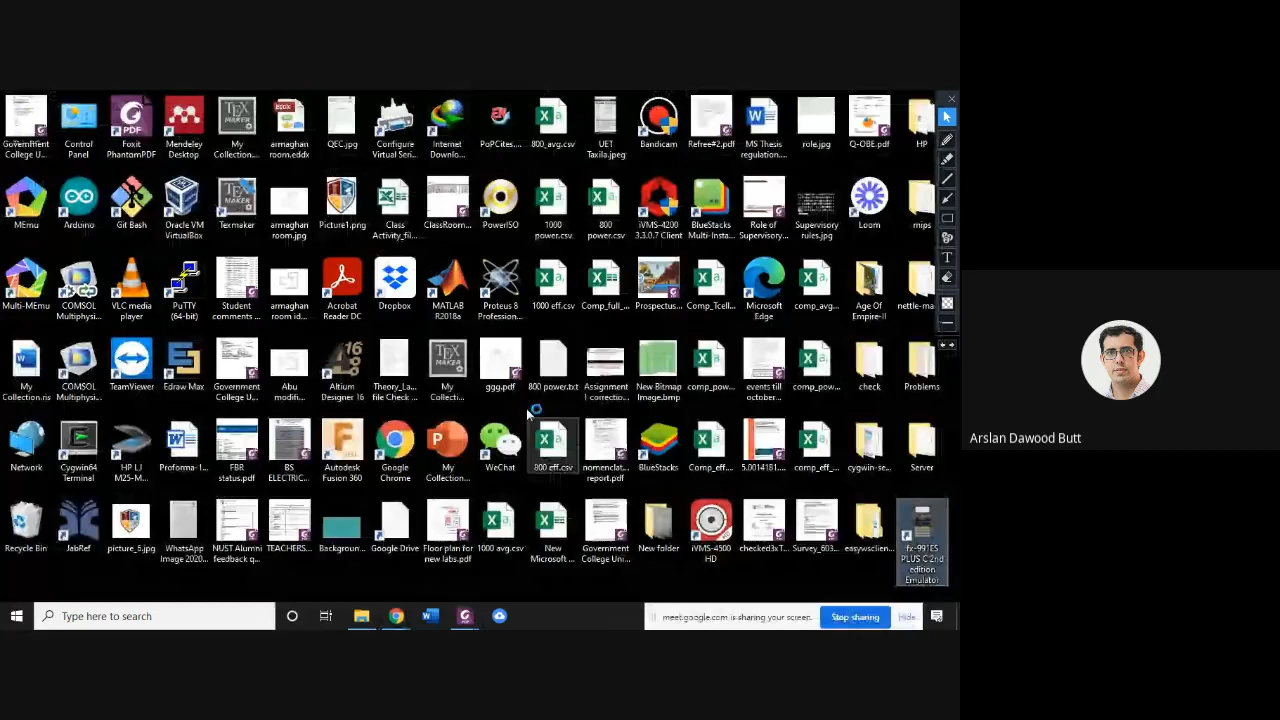 Government
College U...
Control
Panel
Foxit
PhantomPDF
Mendeley
Desktop
My
Collection...
armaghan
room.eddx
QEC.jpg
Configure
Virtual Seri...
Internet
Downlo...
PoPCites,...
800_avg.csv
UET
Taxila.jpeg
Bandicam
Refree#2.pdf
MS Thesis
regulation...
role.jpg
Q-OBE.pdf
HP
MEmu
Arduino
Git Bash
Oracle VM
VirtualBox
Texmaker
armaghan
room.jpg
Picture1.png
Class
Activity_fil...
ClassRoom...
PowerISO
1000
power.csv
800
power.csv
iVMS-4200
3.3.0.7 Client
BlueStacks
Multi-Insta...
Role of
Supervisory...
Supervisory
rules.jpg
Loom
mips
Multi-MEmu
COMSOL
Multiphysi...
VLC media
player
PuTTY
(64-bit)
Student
comments ...
armaghan
room id...
Acrobat
Reader DC
Dropbox
MATLAB
R2018a
Proteus 8
Profession...
1000 eff.csv
Comp_full_...
Prospectus...
Comp_Tcell...
Microsoft
Edge
comp_avg...
Age Of
Empire-II
nettle-ma
My
Collection.ris
COMSOL
Multiphysi...
TeamViewer
Edraw Max
Government
College U...
Abu
modifi...
Altium
Designer 16
Theory_La...
file Check ...
My
Collecti...
ggg.pdf
800 power.txt
Assignment
1 correctio...
New Bitmap
Image.bmp
comp_pow...
events till
october...
comp_pow...
check
Problems
Network
Cygwin64
Terminal
HP LJ
M25-M...
Proforma-1...
FBR
status.pdf
BS
ELECTRIC...
Autodesk
Fusion 360
Google
Chrome
My
Collection...
WeChat
800 eff.csv
nomenclat...
report.pdf
BlueStacks
Comp_eff...
5.0014181...
comp_eff_...
cygwin-se...
Server
Recycle Bin
JabRef
picture_6.jpg
WhatsApp
Image 2020...
NUST Alumni
feedback q...
TEACHERS...
Backgroun...
Google Drive
Floor plan for
new labs.pdf
1000 avg.csv
New
Microsoft ...
Government
College Uni...
New folder
iVMS-4500
HD
checked3xT...
Survey_603...
easywsclien...
fx-991ES
PLUS C 2nd
edition
Emulator
Type here to search
meet.google.com is sharing your screen.
Stop sharing
Hide
Arslan Dawood Butt